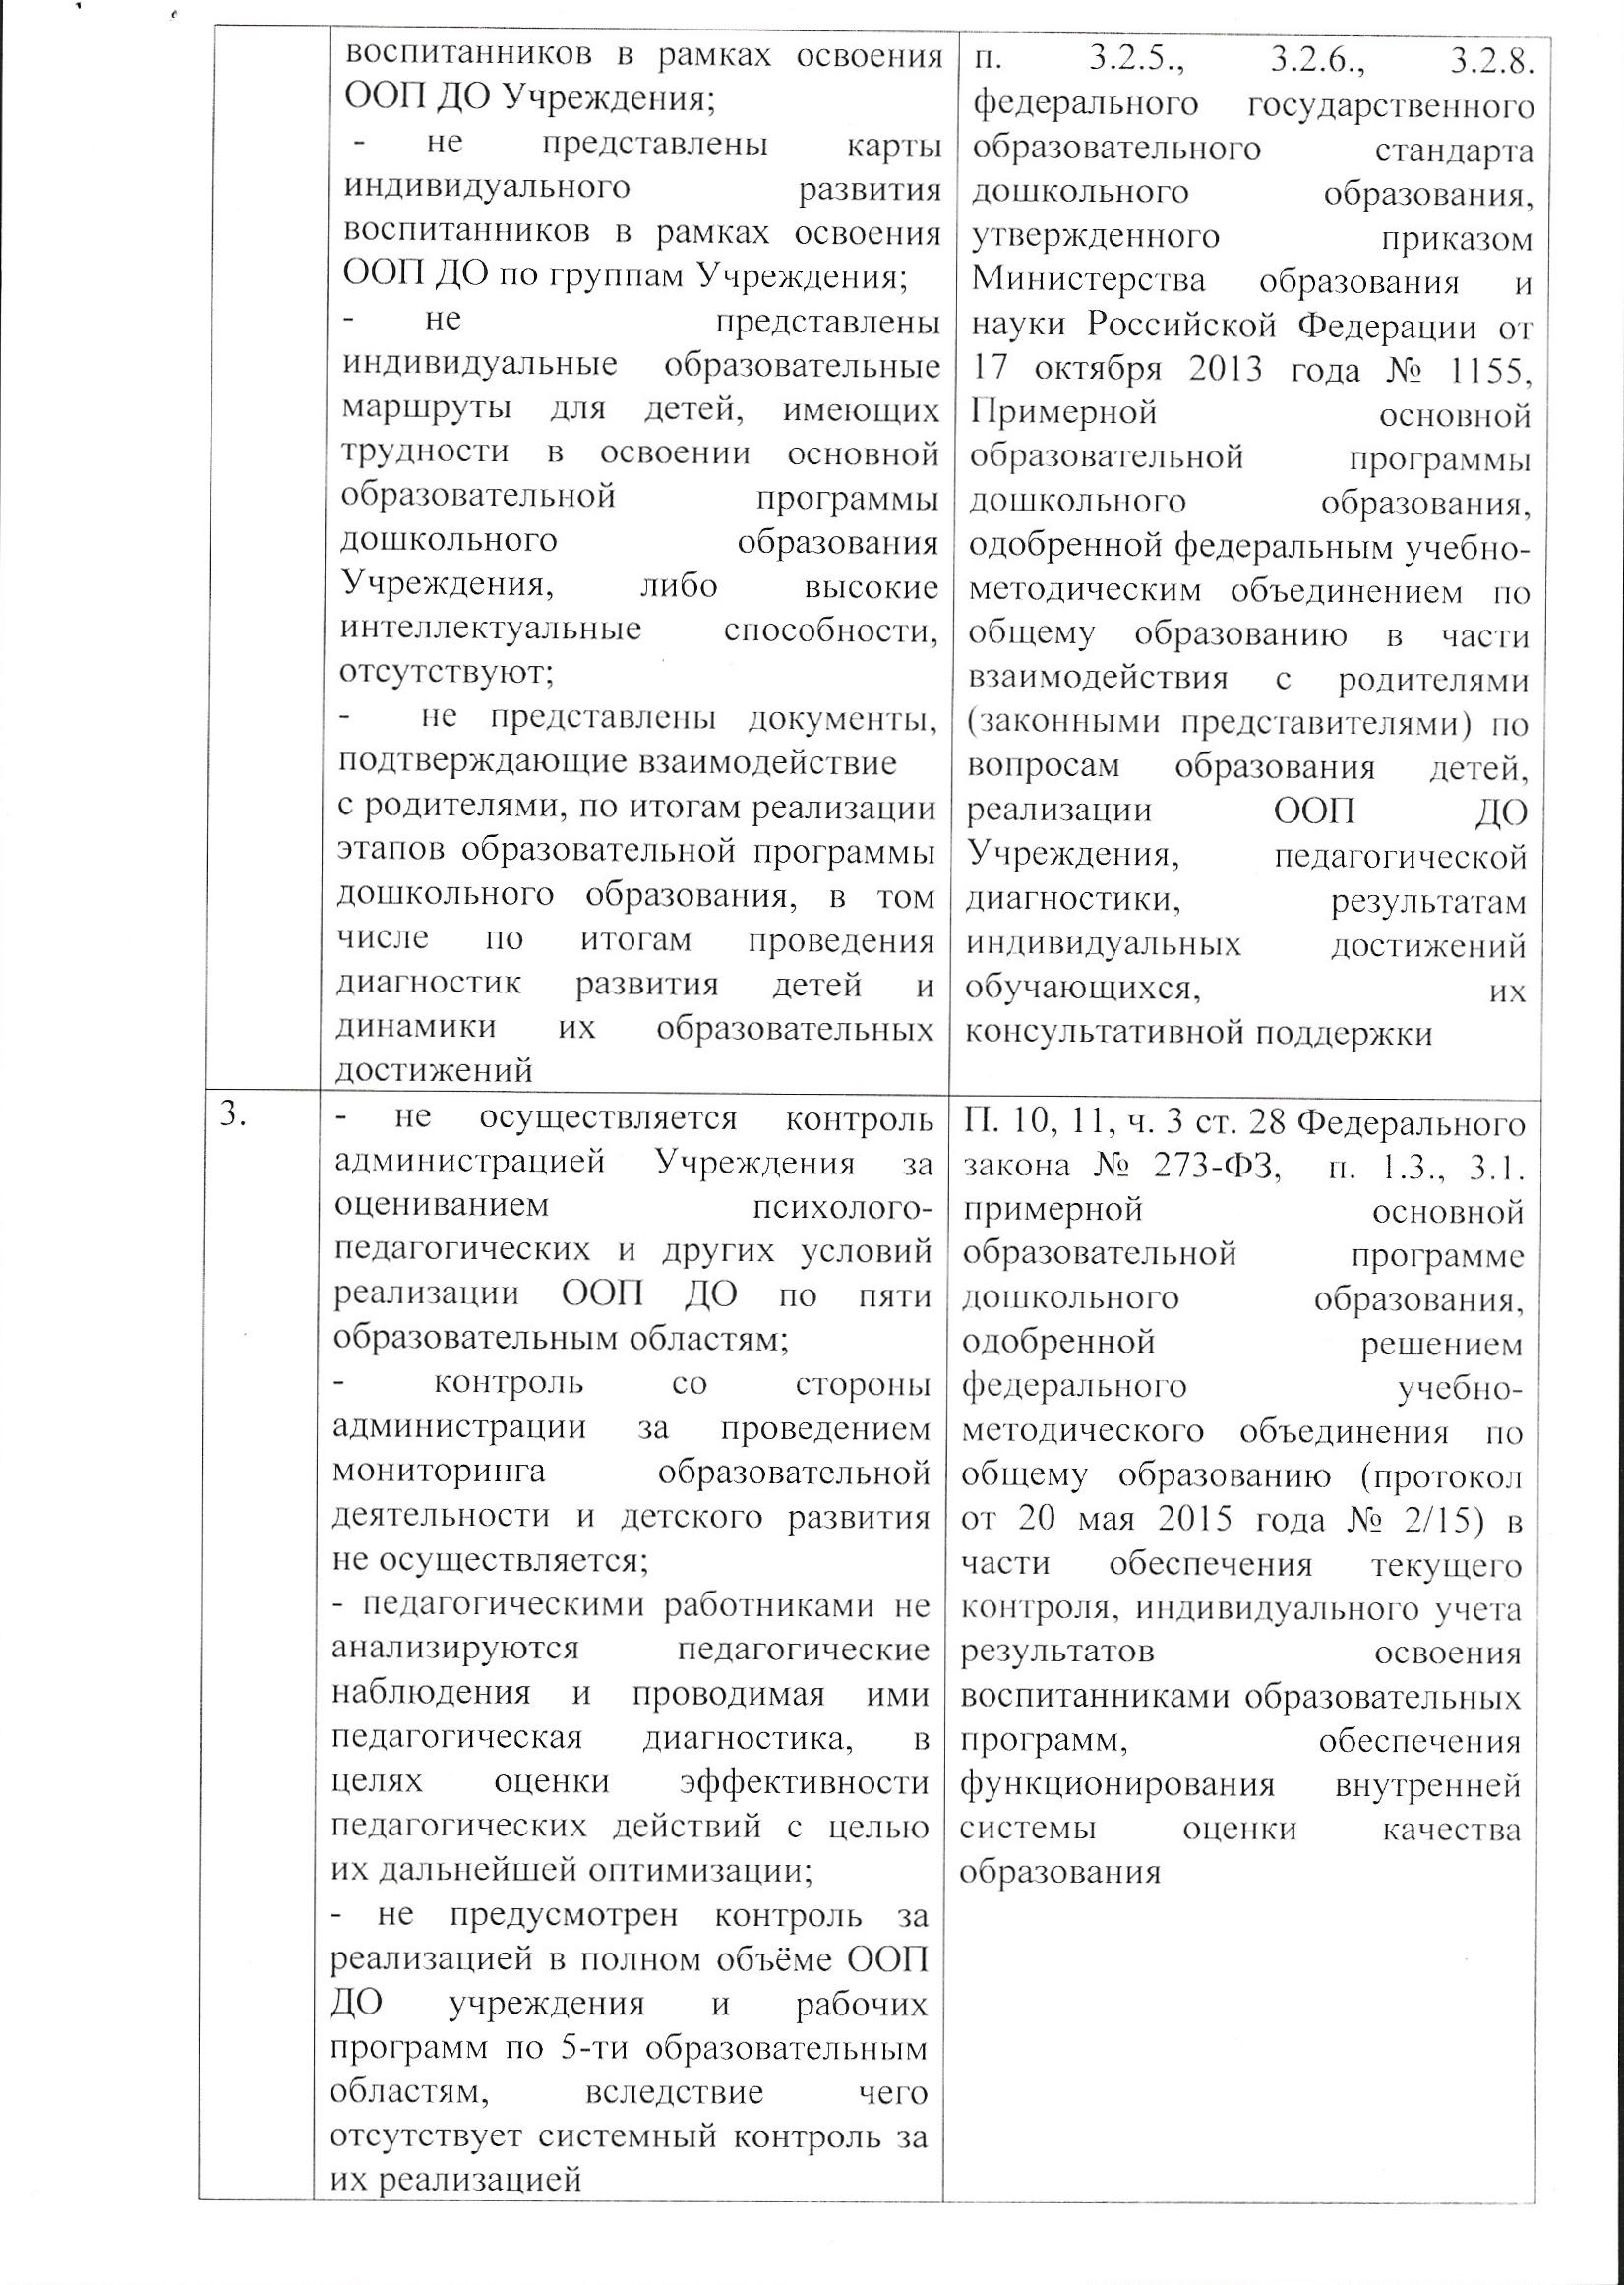 воспитанников в рамках освоения
ООП ДО Учреждения;
- не представлены карты
индивидуального развития
воспитанников в рамках освоения
ООП ДО по группам Учреждения;
- не представлены
индивидуальные образовательные
маршруты для детей, имеющих
трудности в освоении основной
образовательной программы
дошкольного образования
Учреждения, либо высокие
интеллектуальные способности,
отсутствуют;
- не представлены документы,
подтверждающие взаимодействие
с родителями, по итогам реализации
этапов образовательной программы
дошкольного образования, в том
числе по итогам проведения
диагностик развития детей и
динамики их образовательных
достижений
п. 3.2.5., 3.2.6., 3.2.8.
федерального государственного
образовательного стандарта
дошкольного образования,
утвержденного приказом
Министерства образования и
науки Российской Федерации от
17 октября 2013 года № 1155,
Примерной основной
образовательной программы
дошкольного образования,
одобренной федеральным учебно-
методическим объединением по
общему образованию в части
взаимодействия с родителями
(законными представителями) по
вопросам образования детей,
реализации ООП ДО
Учреждения, педагогической
диагностики, результатам
индивидуальных достижений
обучающихся, их
консультативной поддержки
3.
- не осуществляется контроль
администрацией Учреждения за
оцениванием психолого-
педагогических и других условий
реализации ООП ДО по пяти
образовательным областям;
- контроль со стороны
администрации за проведением
мониторинга образовательной
деятельности и детского развития
не осуществляется;
- педагогическими работниками не
анализируются педагогические
наблюдения и проводимая ими
педагогическая диагностика, в
целях оценки эффективности
педагогических действий с целью
их дальнейшей оптимизации;
- не предусмотрен контроль за
реализацией в полном объёме ООП
ДО учреждения и рабочих
программ по 5-ти образовательным
областям, вследствие чего
отсутствует системный контроль за
их реализацией
П. 10, 11, ч. 3 ст. 28 Федерального
закона № 273-ФЗ, п. 1.3., 3.1.
примерной основной
образовательной программе
дошкольного образования,
одобренной решением
федерального учебно-
методического объединения по
общему образованию (протокол
от 20 мая 2015 года № 2/15) в
части обеспечения текущего
контроля, индивидуального учета
результатов освоения
воспитанниками образовательных
программ, обеспечения
функционирования внутренней
системы оценки качества
образования